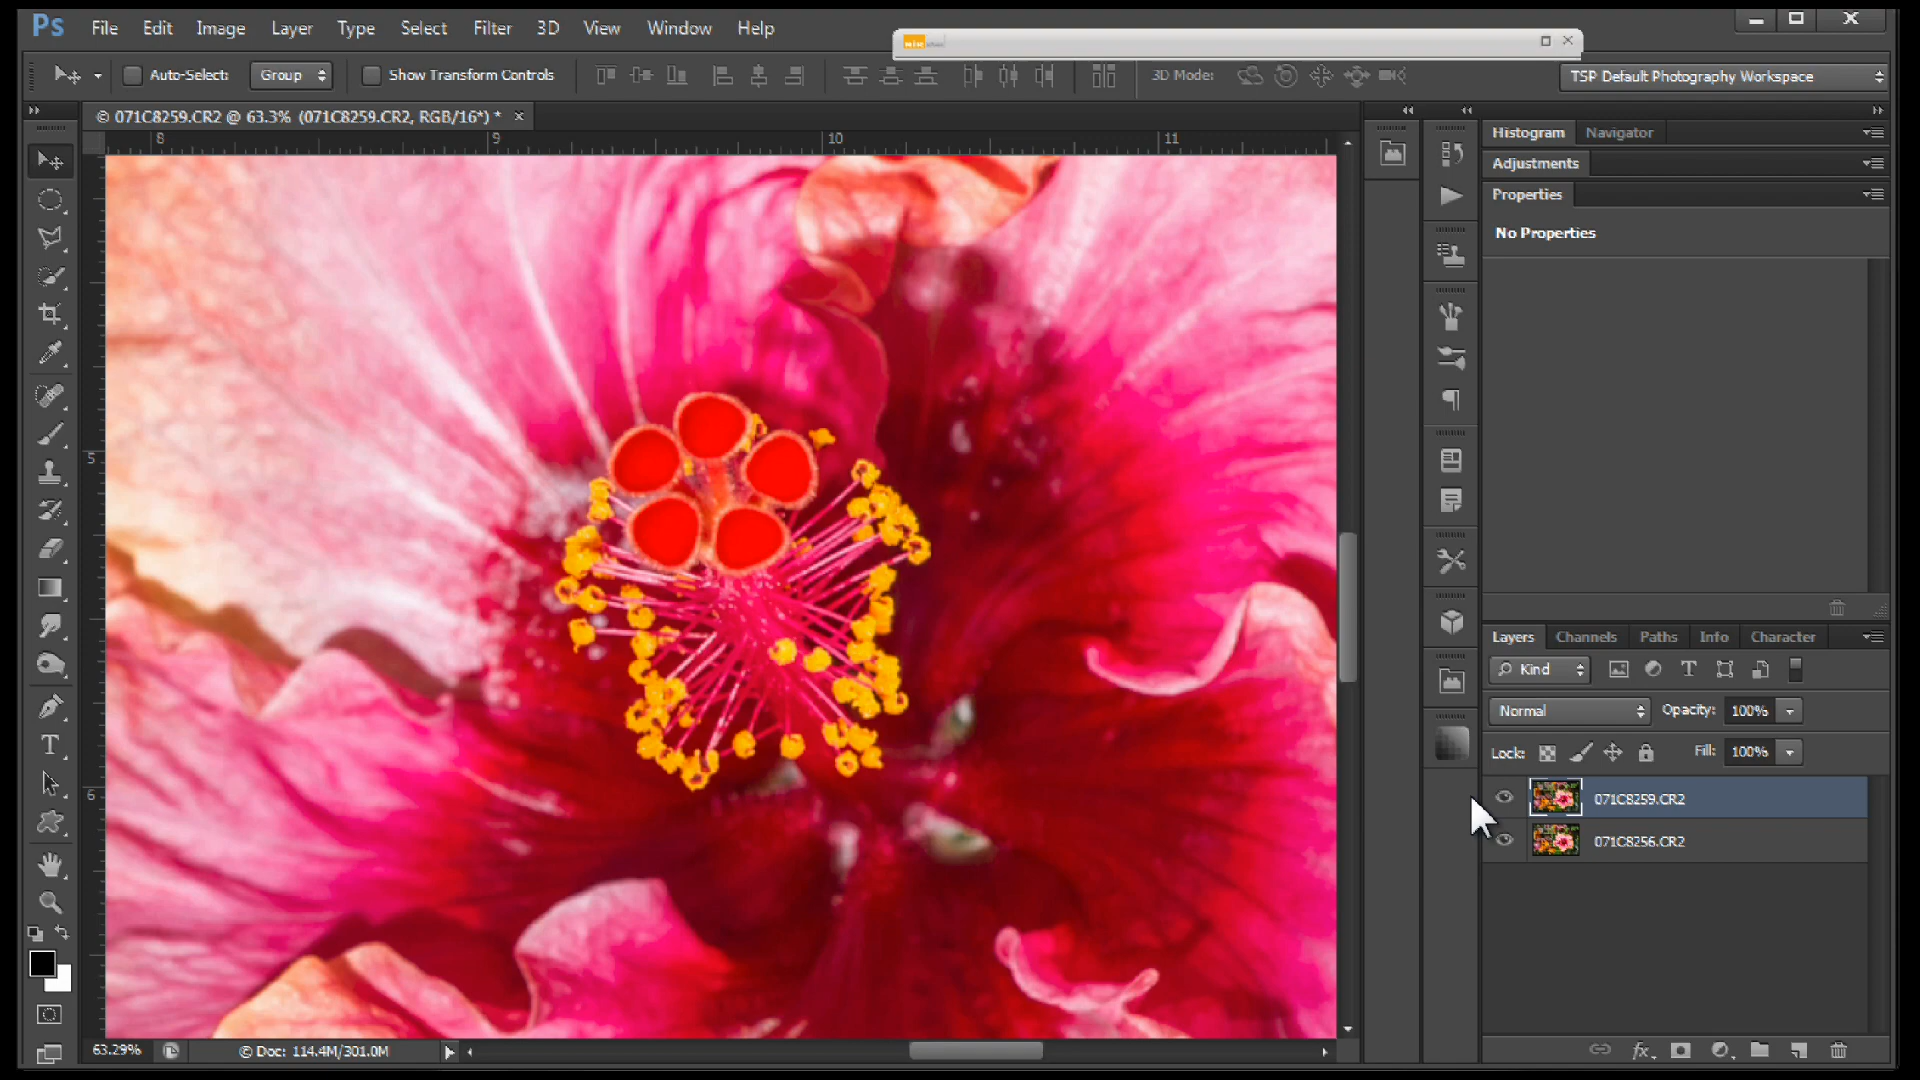 Ps File Edit Image Layer Type Select Filter 3D View Window Help
Auto-Select: Group Show Transform Controls 3D Mode: TSP Default Photography Workspace
© 071C8259.CR2 @ 63.3% (071C8259.CR2, RGB/16*) * ×
8 9 10 11
5
6
Histogram Navigator
Adjustments
Properties
No Properties
Layers Channels Paths Info Character
Kind
Normal Opacity: 100%
Lock: Fill: 100%
071C8259.CR2
071C8256.CR2
63.29% © Doc: 114.4M/301.0M